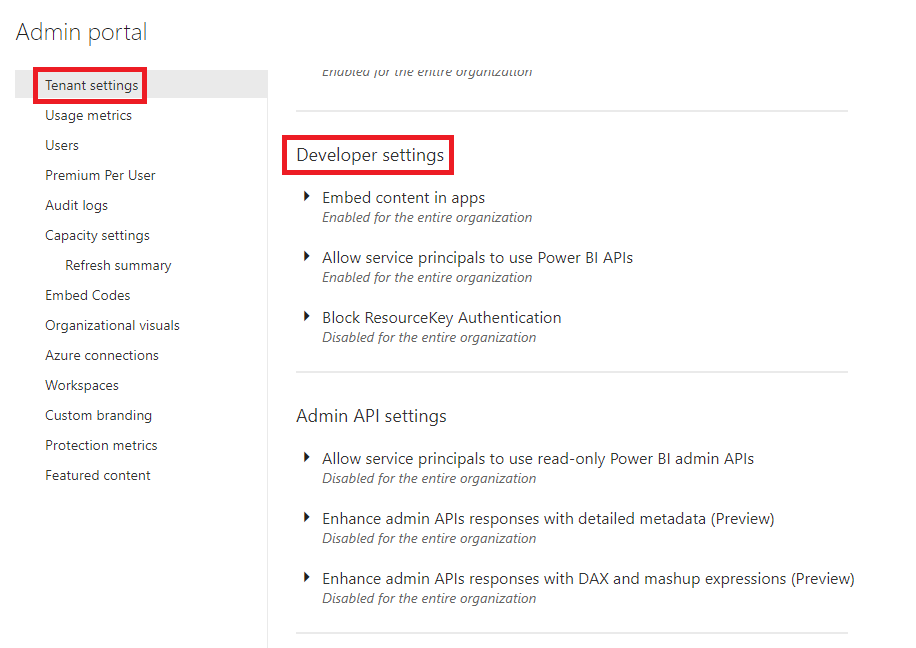 Admin portal
Tenant settings
Usage metrics
Users
Premium Per User
Audit logs
Capacity settings
Refresh summary
Embed Codes
Organizational visuals
Azure connections
Workspaces
Custom branding
Protection metrics
Featured content
Enabled for the entire organization
Developer settings
Embed content in apps
Enabled for the entire organization
Allow service principals to use Power BI APIs
Enabled for the entire organization
Block ResourceKey Authentication
Disabled for the entire organization
Admin API settings
Allow service principals to use read-only Power BI admin APIs
Disabled for the entire organization
Enhance admin APIs responses with detailed metadata (Preview)
Disabled for the entire organization
Enhance admin APIs responses with DAX and mashup expressions (Preview)
Disabled for the entire organization